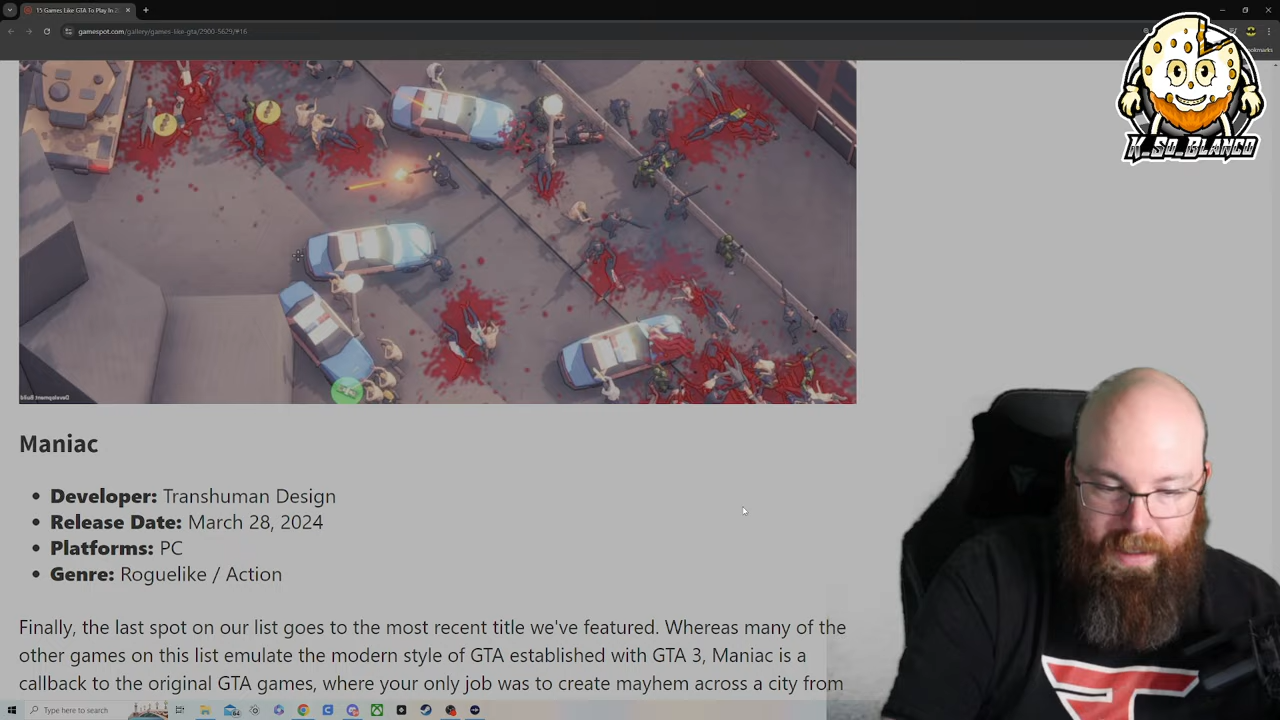 15 Games Like GTA To Play In 20
gamespot.com/gallery/games-like-gta/2900-5629/#16
ookmarks
K_So_Blanco
Development Build
Maniac
Developer: Transhuman Design
Release Date: March 28, 2024
Platforms: PC
Genre: Roguelike / Action
Finally, the last spot on our list goes to the most recent title we've featured. Whereas many of the
other games on this list emulate the modern style of GTA established with GTA 3, Maniac is a
callback to the original GTA games, where your only job was to create mayhem across a city from
Type here to search